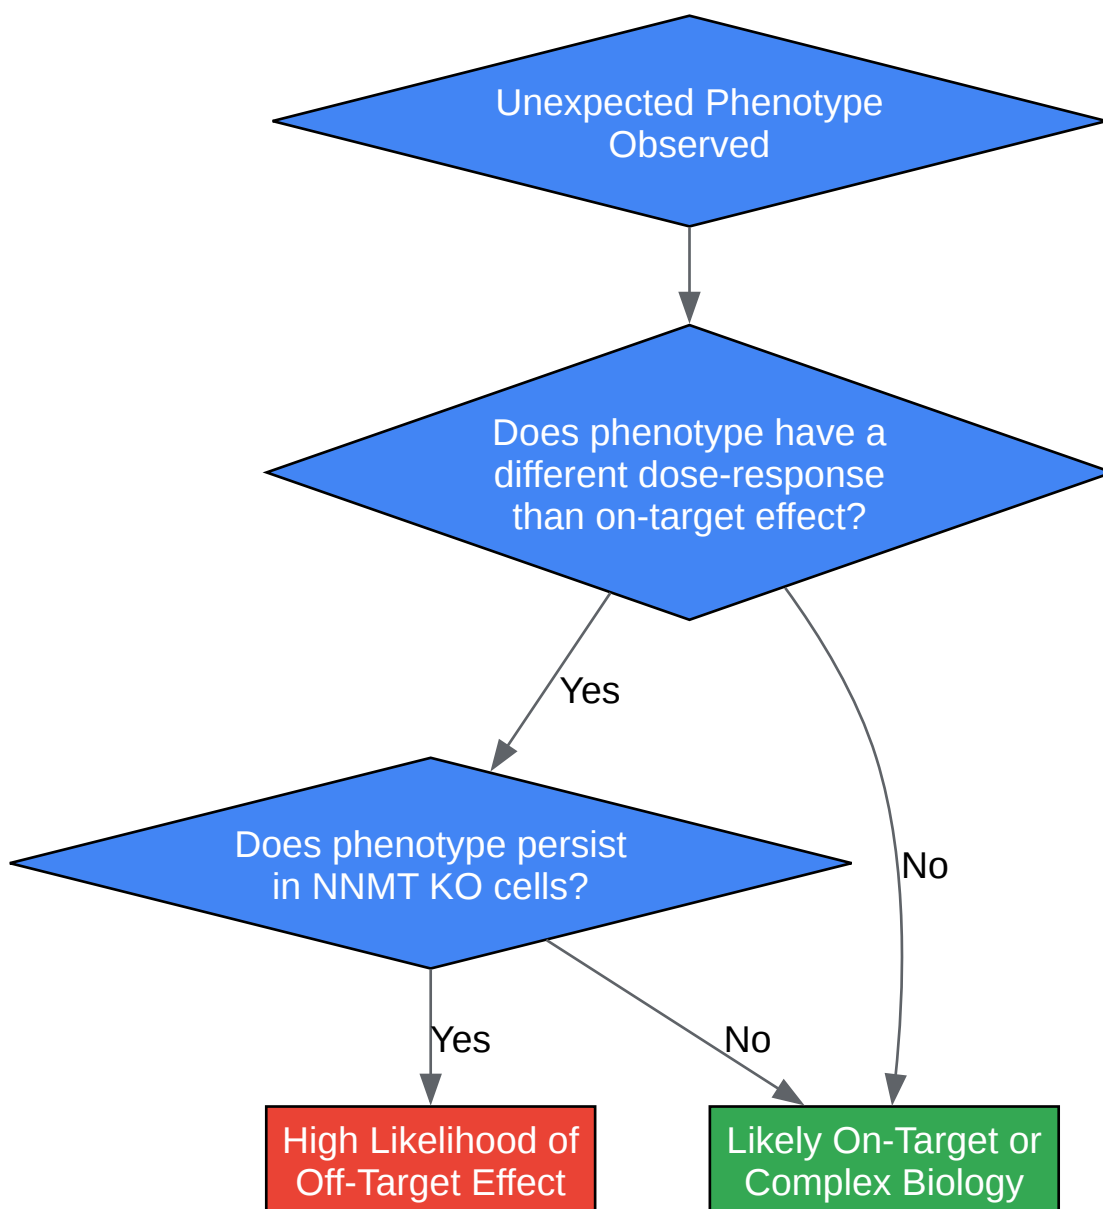 Unexpected Phenotype
Observed
Does phenotype have a
different dose-response
than on-target effect?
Yes
Does phenotype persist
in NNMT KO cells?
No
Yes
No
High Likelihood of
Off-Target Effect
Likely On-Target or
Complex Biology